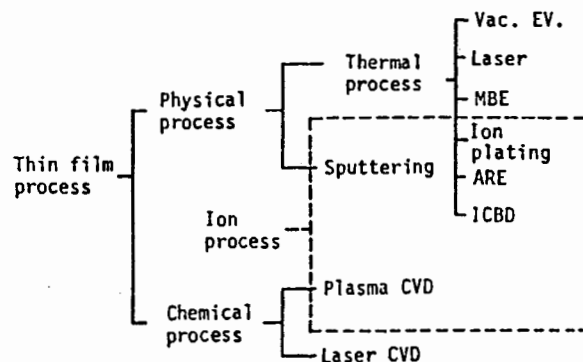 Vac. EV.
Thermal
process
Laser
MBE
Physical
process
Ion
plating
Thin film
process
Sputtering
ARE
Ion
process
ICBD
Plasma CVD
Chemical
process
Laser CVD